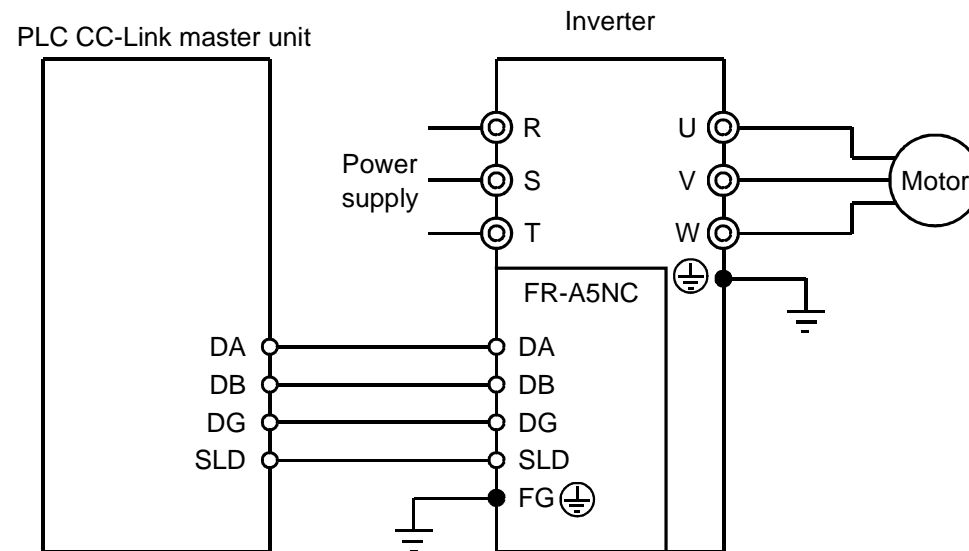 Inverter
PLC CC-Link master unit
R
U
Power
supply
S
V
Motor
T
W
FR-A5NC
DA
DA
DB
DB
DG
DG
SLD
SLD
FG